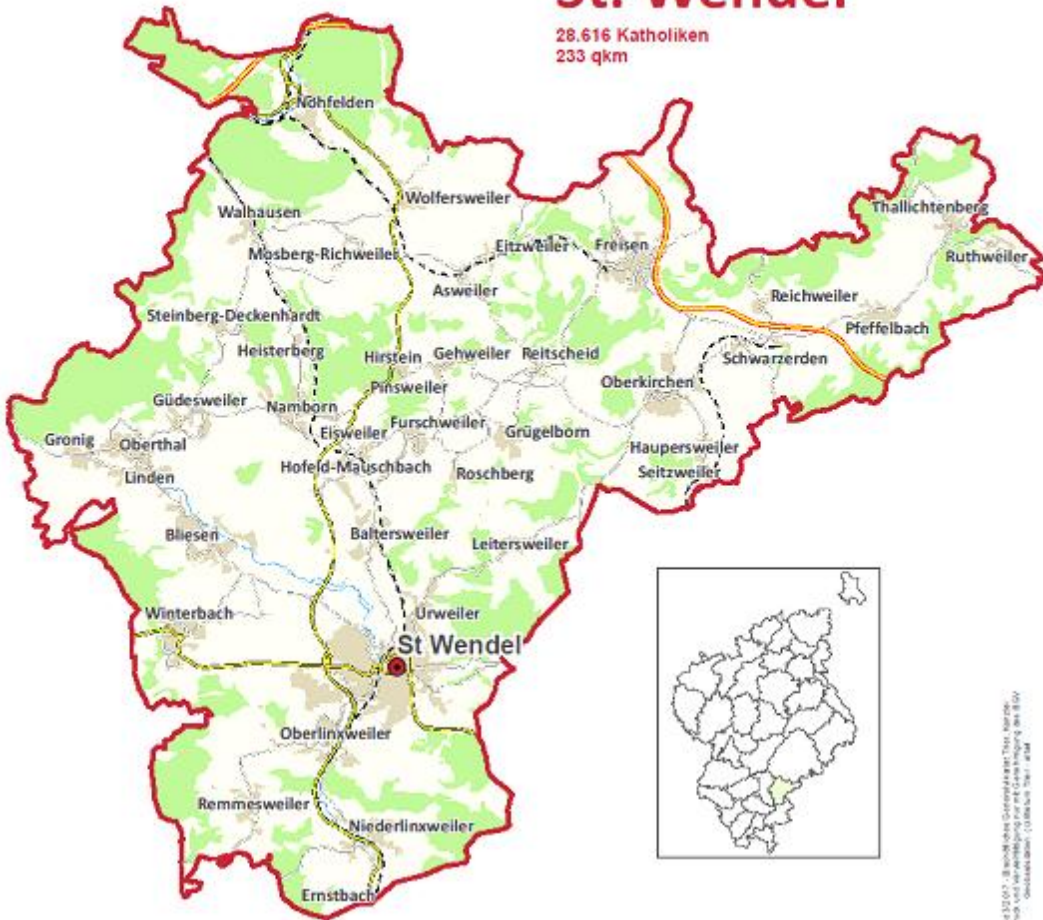 St. Wendel
28.616 Katholiken
233 qkm
Nohfelden
Wolfersweiler
Walhausen
Thallichtenberg
Mosberg-Richweiler
Eitzweiler
Freisen
Ruthweiler
Asweiler
Reichweiler
Steinberg-Deckenhardt
Pfeffelbach
Heisterberg
Hirstein
Gehweiler
Reitscheid
Schwarzerden
Pinsweiler
Oberkirchen
Güdesweiler
Namborn
Eisweiler
Furschweiler
Grügelborn
Gronig
Oberthal
Hofeld-Mauschbach
Haupersweiler
Linden
Roschberg
Seitzweiler
Bliesen
Baltersweiler
Leitersweiler
Winterbach
Urweiler
St Wendel
Oberlinxweiler
Remmesweiler
Niederlinxweiler
Ernstbach